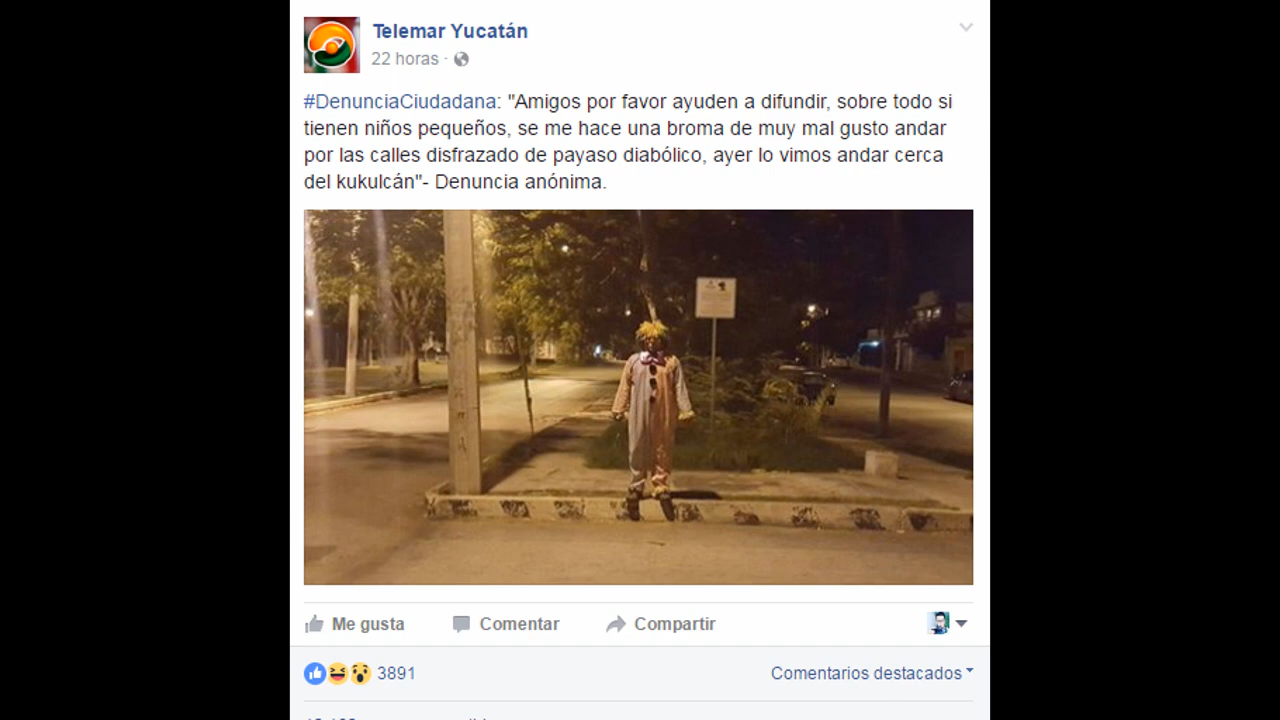 Telemar Yucatán
22 horas ·
#DenunciaCiudadana: "Amigos por favor ayuden a difundir, sobre todo si
tienen niños pequeños, se me hace una broma de muy mal gusto andar
por las calles disfrazado de payaso diabólico, ayer lo vimos andar cerca
del kukulcán"- Denuncia anónima.
Me gusta
Comentar
Compartir
3891
Comentarios destacados